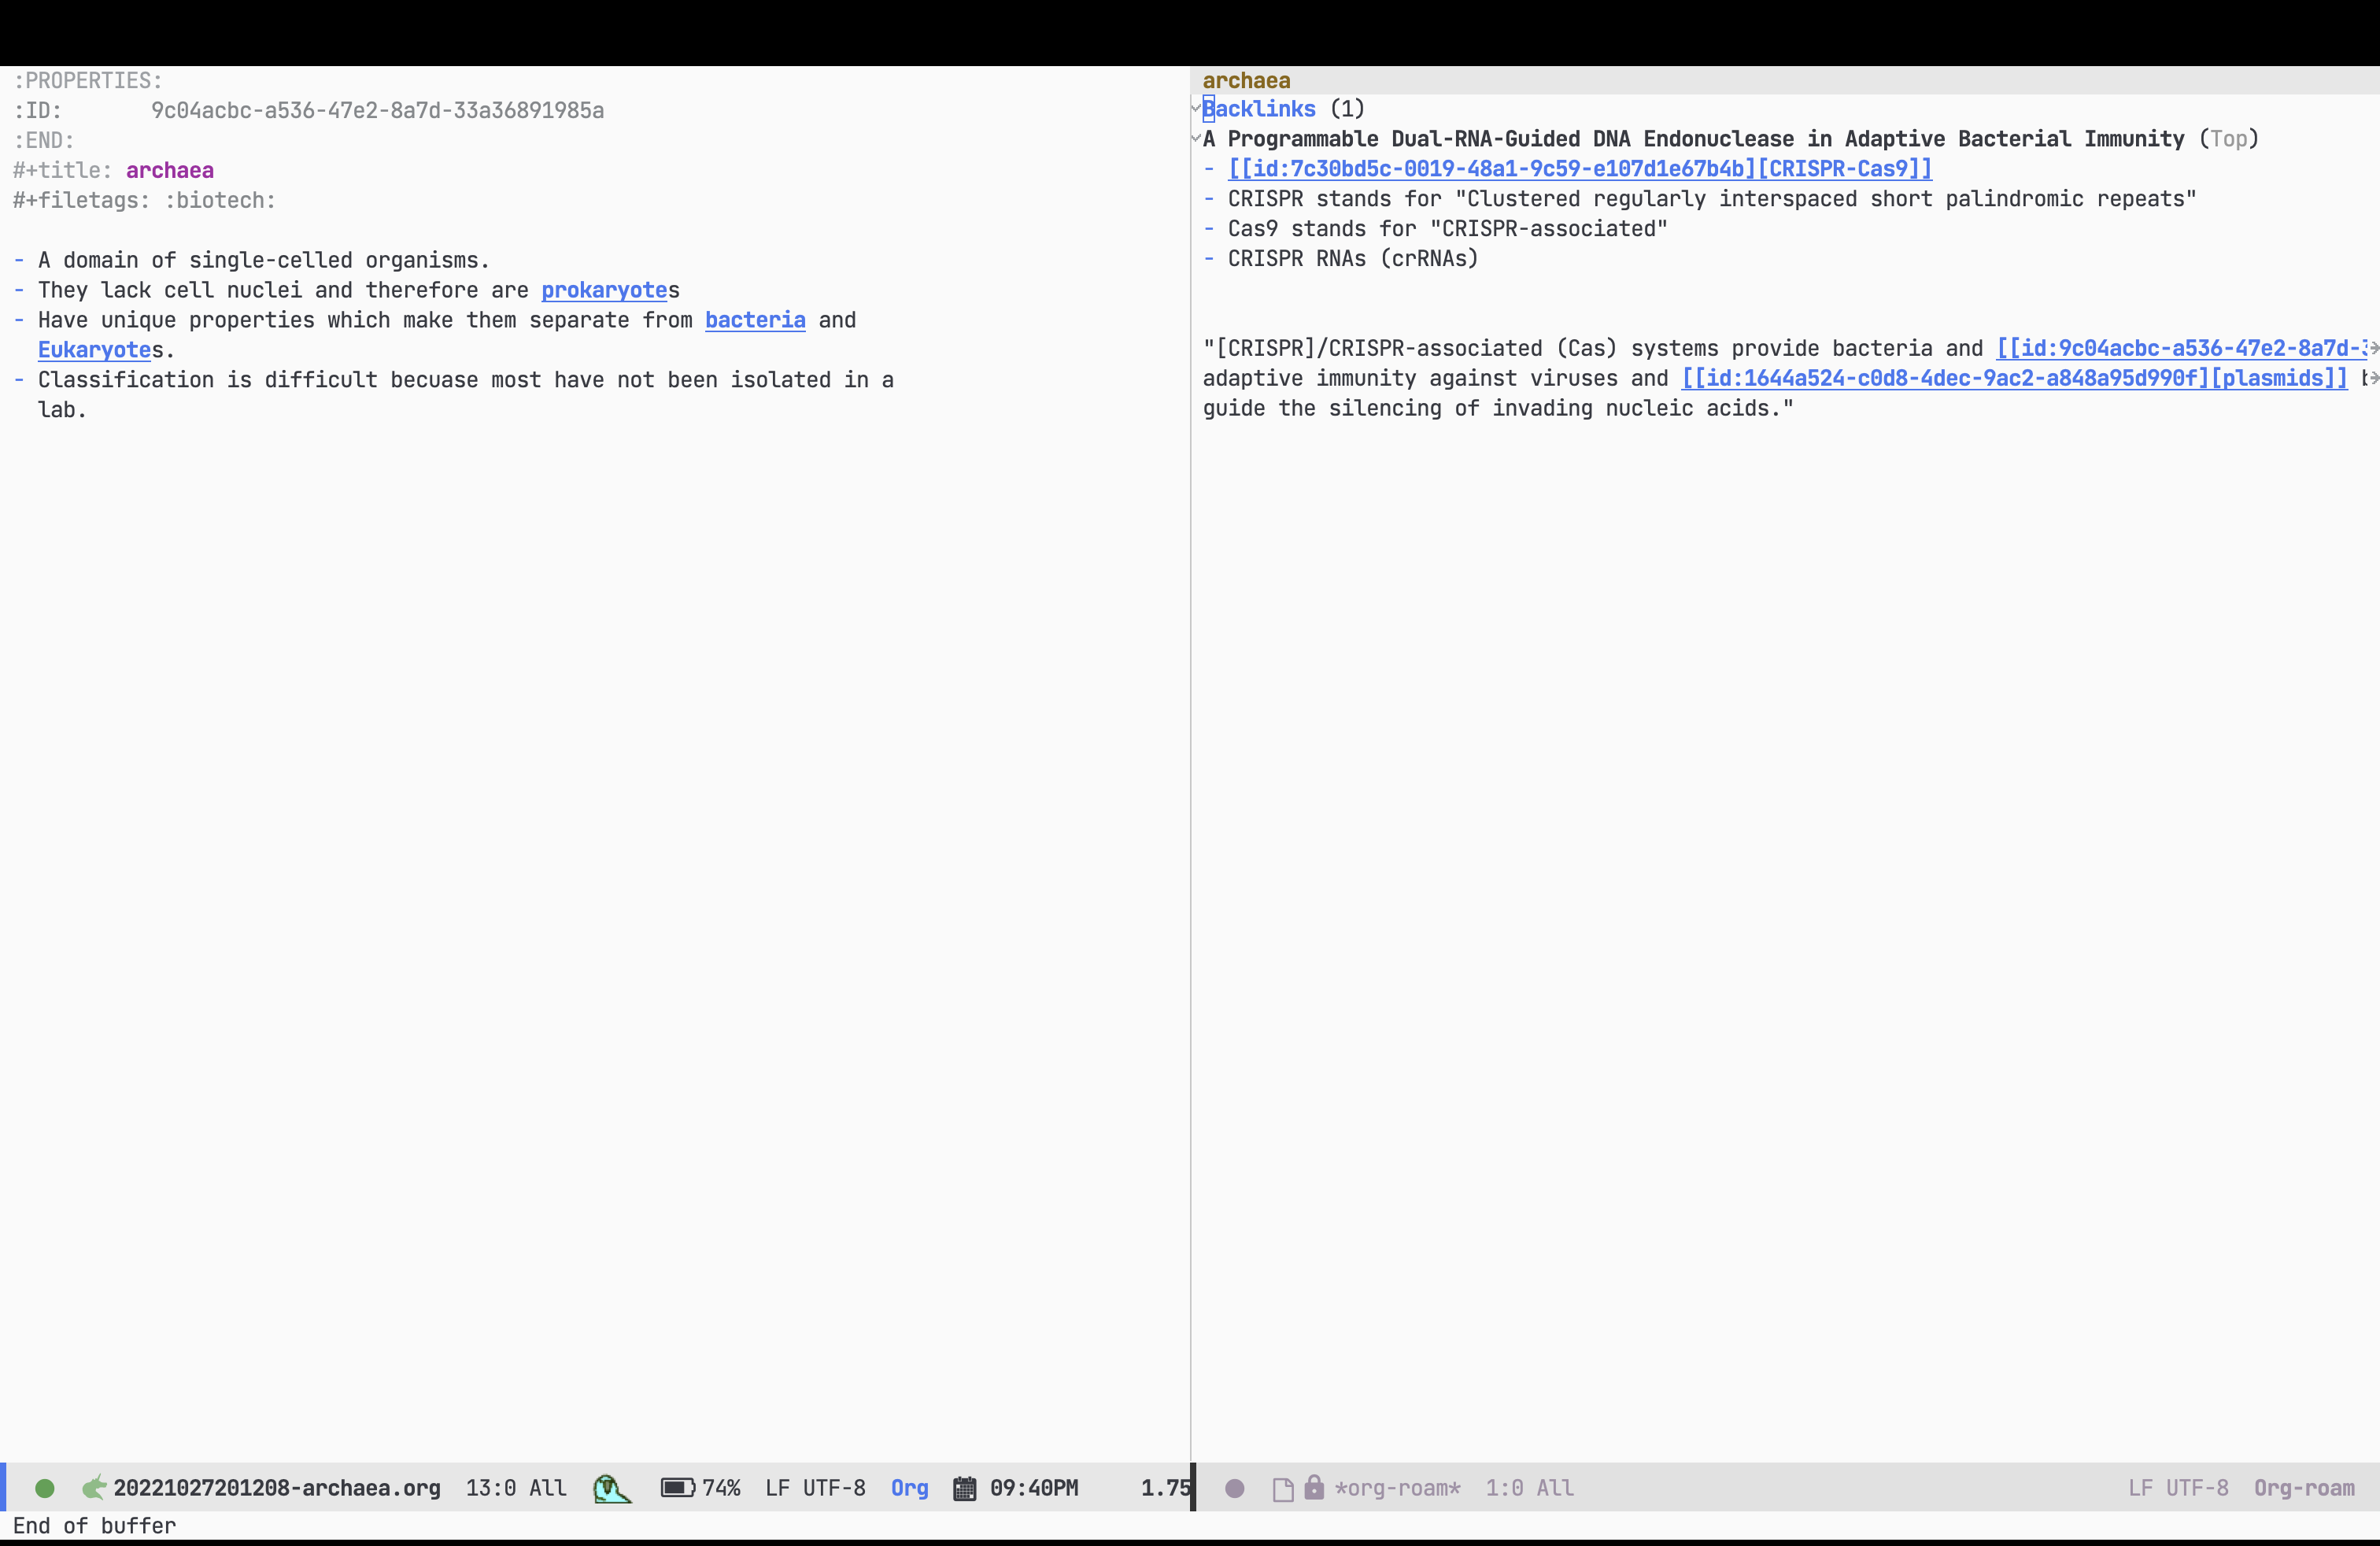 :PROPERTIES:
:ID:       9c04acbc-a536-47e2-8a7d-33a36891985a
:END:
#+title: archaea
#+filetags: :biotech:
- A domain of single-celled organisms.
- They lack cell nuclei and therefore are prokaryotes
- Have unique properties which make them separate from bacteria and
Eukaryotes.
- Classification is difficult becuase most have not been isolated in a
lab.
archaea
Backlinks (1)
A Programmable Dual-RNA-Guided DNA Endonuclease in Adaptive Bacterial Immunity (Top)
- [[id:7c30bd5c-0019-48a1-9c59-e107d1e67b4b][CRISPR-Cas9]]
- CRISPR stands for "Clustered regularly interspaced short palindromic repeats"
- Cas9 stands for "CRISPR-associated"
- CRISPR RNAs (crRNAs)
"[CRISPR]/CRISPR-associated (Cas) systems provide bacteria and [[id:9c04acbc-a536-47e2-8a7d-
adaptive immunity against viruses and [[id:1644a524-c0d8-4dec-9ac2-a848a95d990f][plasmids]]
guide the silencing of invading nucleic acids."
20221027201208-archaea.org 13:0 All 74% LF UTF-8 Org 09:40PM 1.75
*org-roam* 1:0 All LF UTF-8 Org-roam
End of buffer